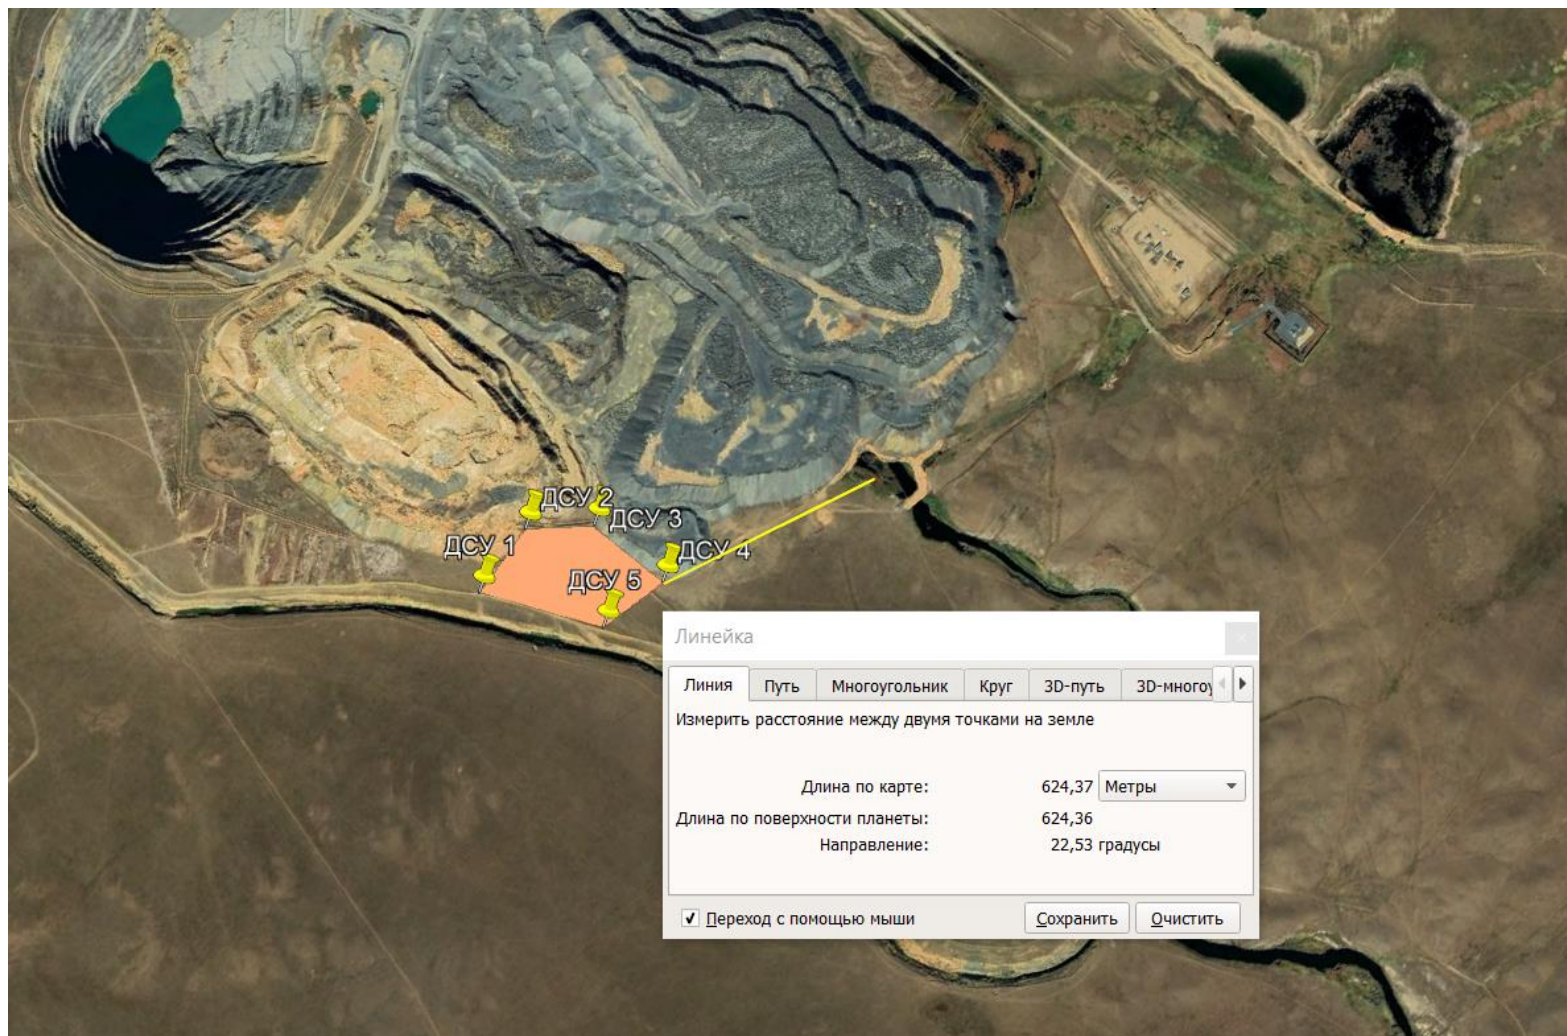 ДСУ 2
ДСУ 3
ДСУ 1
ДСУ 4
ДСУ 5
Линейка
Линия Путь Многоугольник Круг 3D-путь 3D-многоу
Измерить расстояние между двумя точками на земле
Длина по карте: 624,37 Метры
Длина по поверхности планеты: 624,36
Направление: 22,53 градусы
Переход с помощью мыши Сохранить Очистить